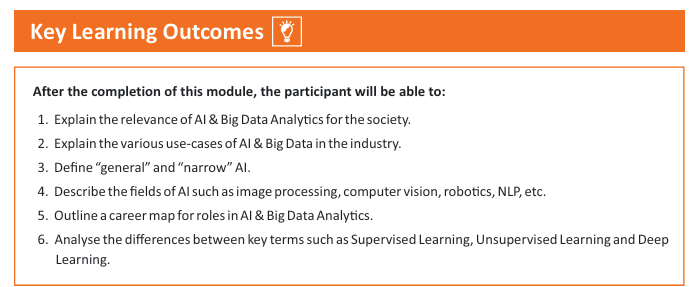 Key Learning Outcomes
After the completion of this module, the participant will be able to:
1. Explain the relevance of AI & Big Data Analytics for the society.
2. Explain the various use-cases of AI & Big Data in the industry.
3. Define “general” and “narrow” AI.
4. Describe the fields of AI such as image processing, computer vision, robotics, NLP, etc.
5. Outline a career map for roles in AI & Big Data Analytics.
6. Analyse the differences between key terms such as Supervised Learning, Unsupervised Learning and Deep
Learning.